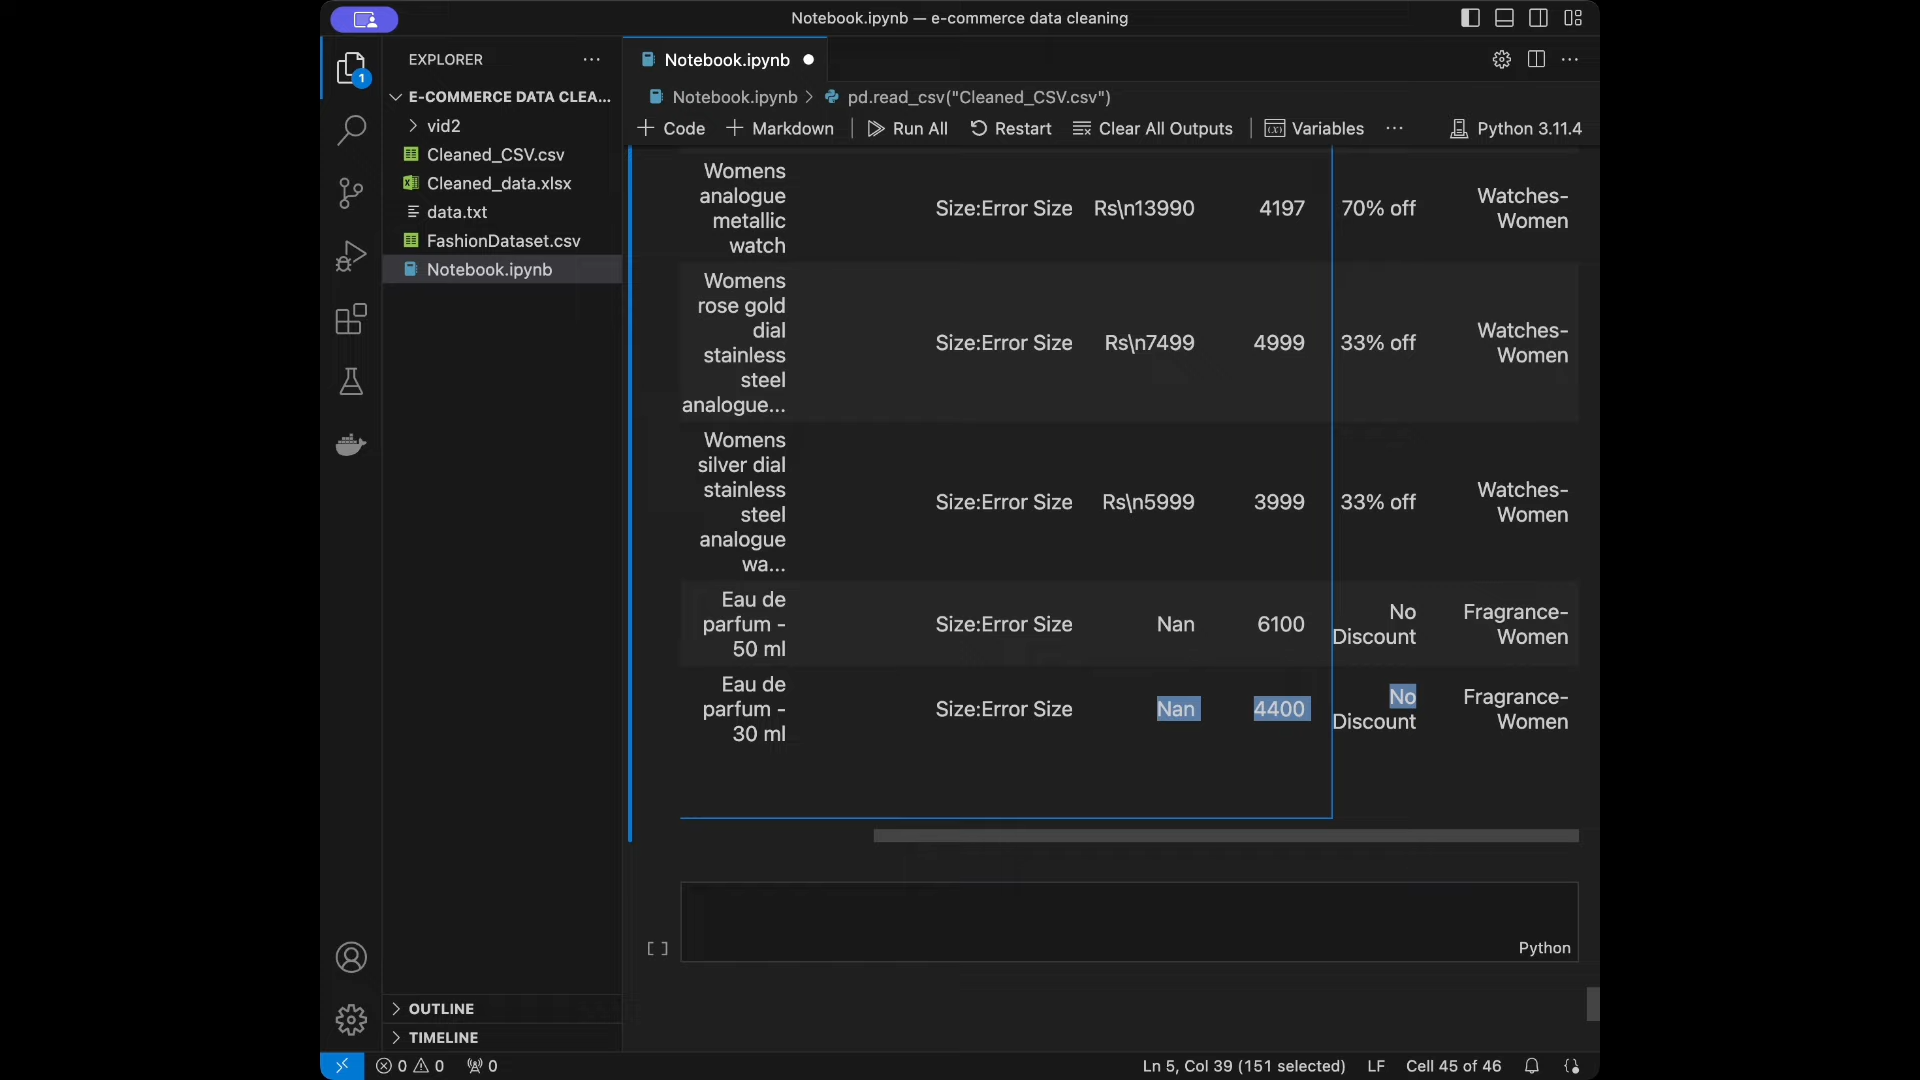 Notebook.ipynb — e-commerce data cleaning
EXPLORER
1
E-COMMERCE DATA CLEA...
vid2
Cleaned_CSV.csv
Cleaned_data.xlsx
data.txt
FashionDataset.csv
Notebook.ipynb
OUTLINE
TIMELINE
Notebook.ipynb
Notebook.ipynb > pd.read_csv("Cleaned_CSV.csv")
+ Code + Markdown | Run All Restart Clear All Outputs | Variables ... Python 3.11.4
Womens
analogue
metallic
watch
Size:Error Size Rs\n13990 4197 70% off
Watches-
Women
Womens
rose gold
dial
stainless
steel
analogue...
Size:Error Size Rs\n7499 4999 33% off
Watches-
Women
Womens
silver dial
stainless
steel
analogue
wa...
Size:Error Size Rs\n5999 3999 33% off
Watches-
Women
Eau de
parfum -
50 ml
Size:Error Size Nan 6100
No
Discount
Fragrance-
Women
Eau de
parfum -
30 ml
Size:Error Size Nan 4400
No
Discount
Fragrance-
Women
[ ]
Python
0 0 0 Ln 5, Col 39 (151 selected) LF Cell 45 of 46